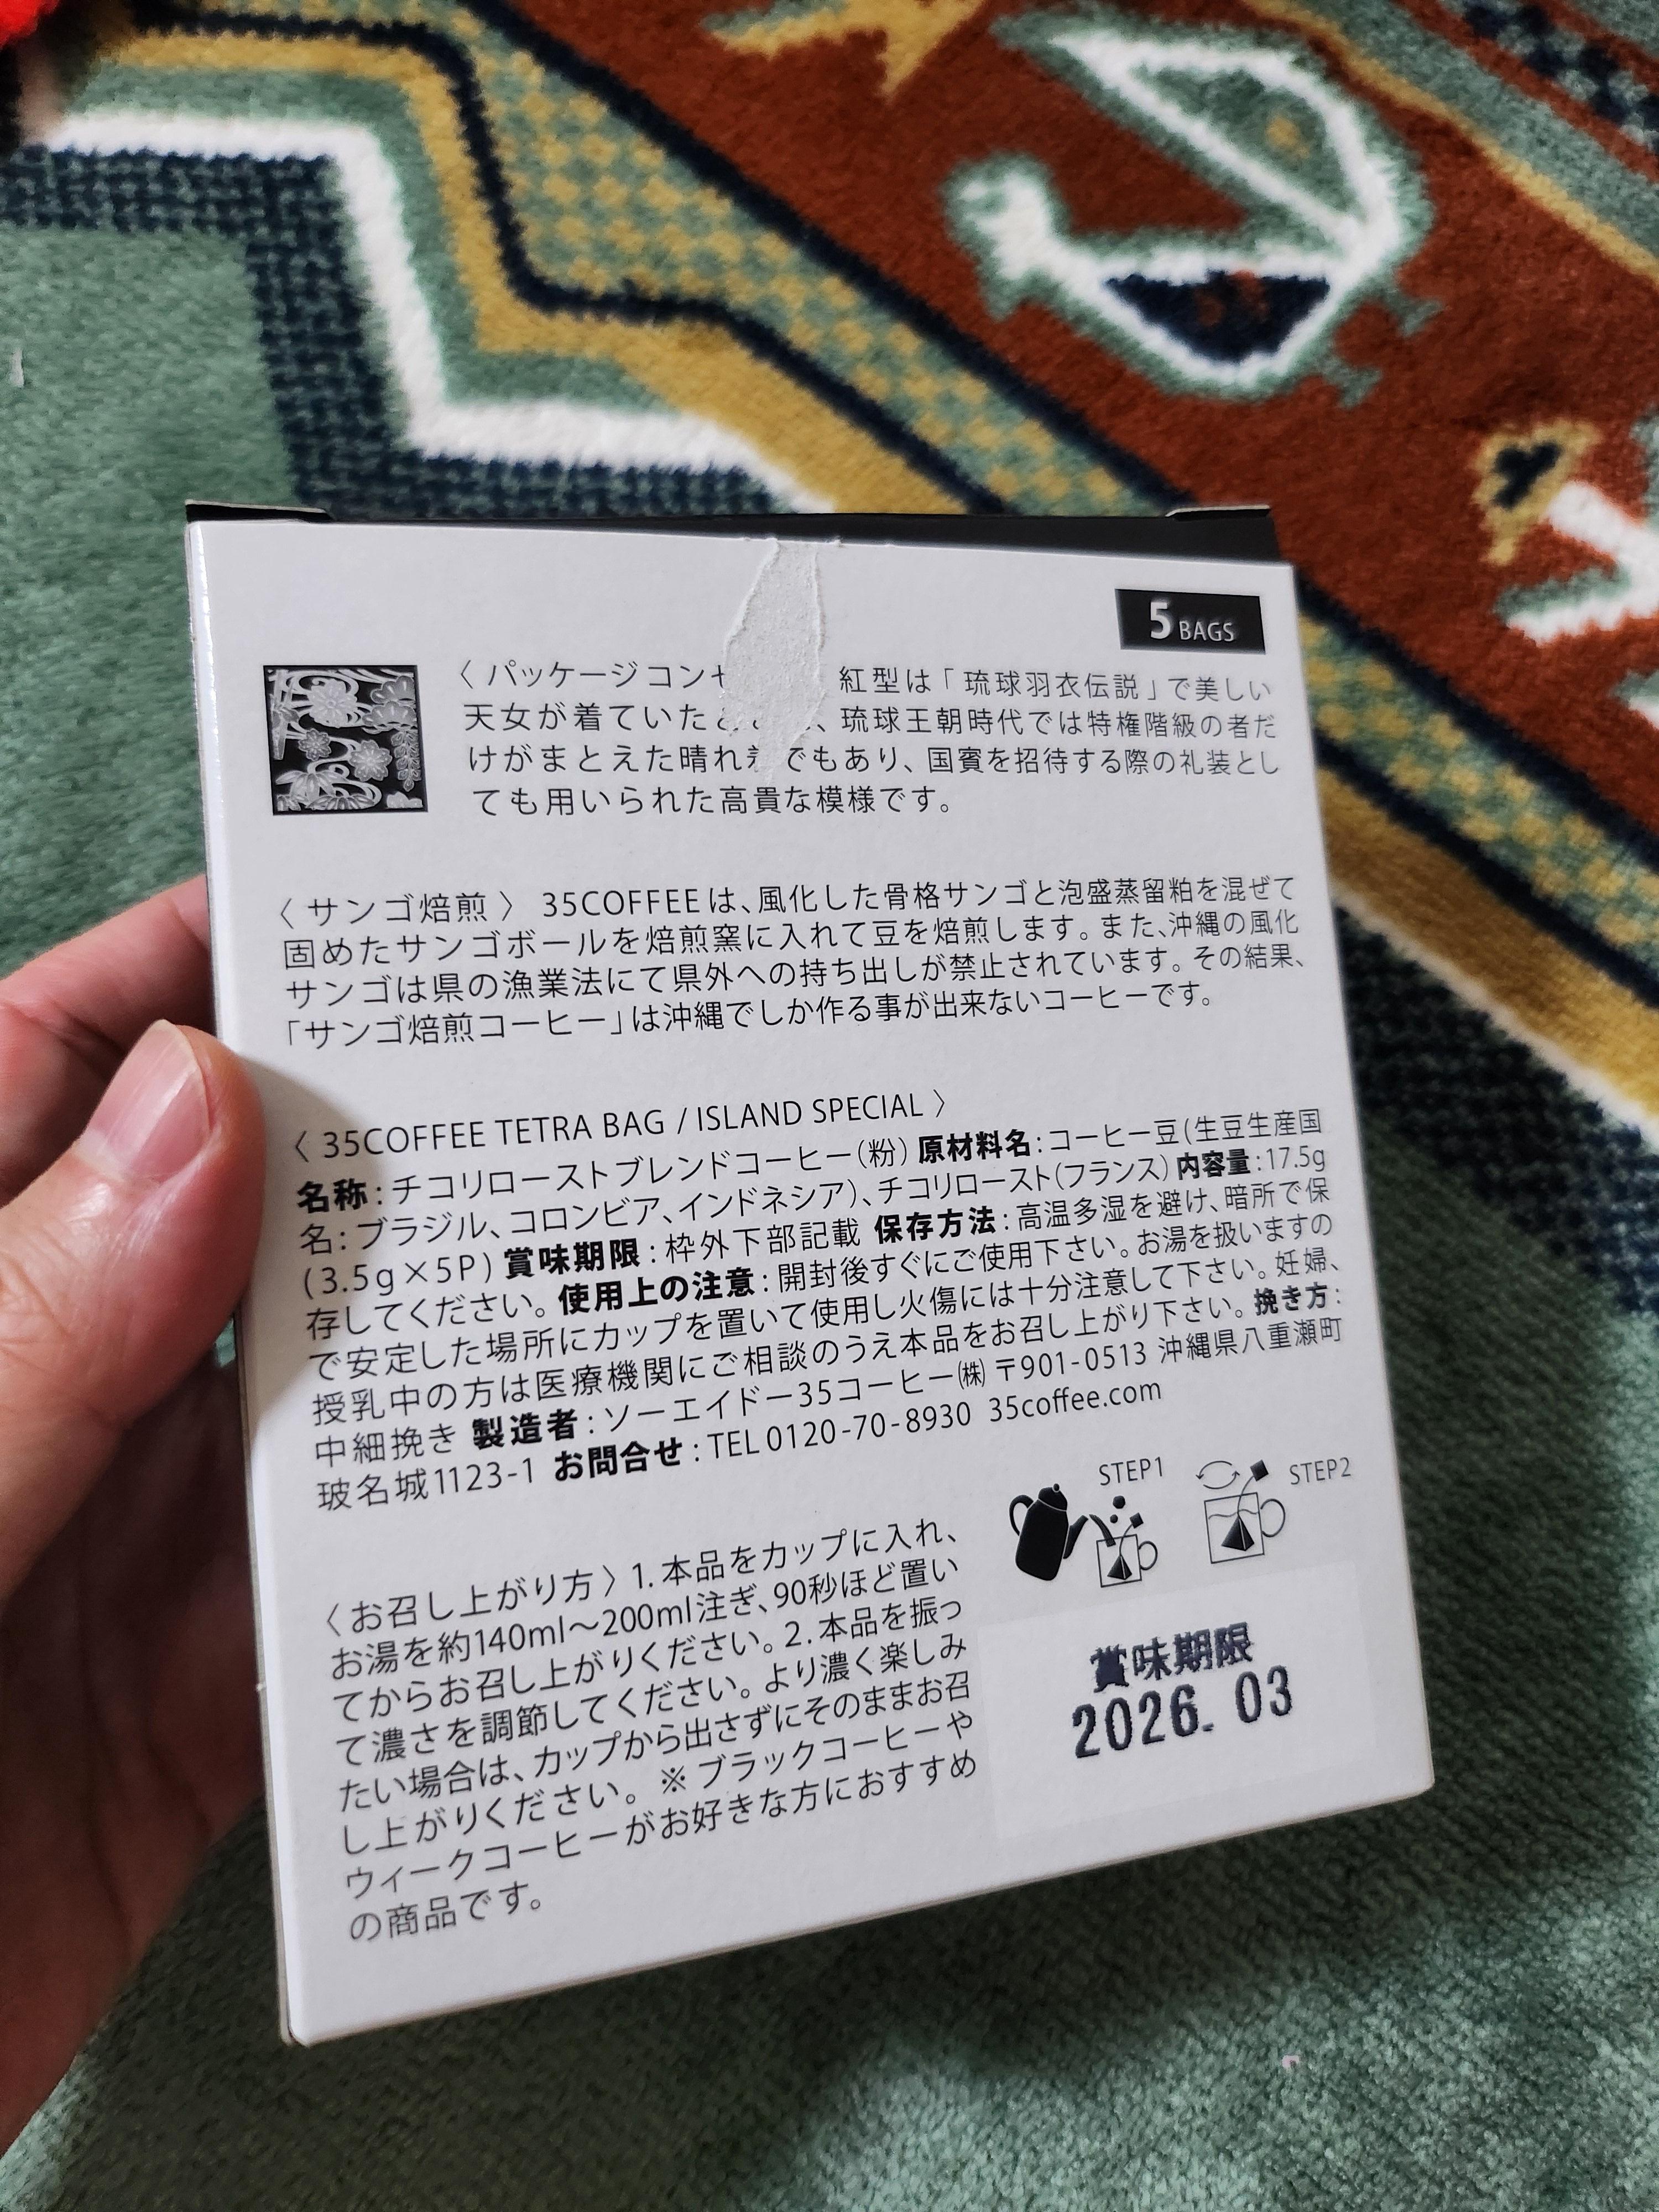 5 BAGS
〈 パッケージコン 紅型は「琉球羽衣伝説」で美しい
天女が着ていた 、琉球王朝時代では特権階級の者だ
けがまとえた晴れ着でもあり、国賓を招待する際の礼装とし
ても用いられた高貴な模様です。
〈 サンゴ焙煎 〉 35COFFEEは、風化した骨格サンゴと泡盛蒸留粕を混ぜて
固めたサンゴボールを焙煎窯に入れて豆を焙煎します。また、沖縄の風化
サンゴは県の漁業法にて県外への持ち出しが禁止されています。その結果、
「サンゴ焙煎コーヒー」は沖縄でしか作る事が出来ないコーヒーです。
〈 35COFFEE TETRA BAG / ISLAND SPECIAL 〉
名称：チコリローストブレンドコーヒー（粉） 原材料名：コーヒー豆（生豆生産国
名：ブラジル、コロンビア、インドネシア）、チコリロースト（フランス） 内容量：17.5g
(3.5g×5P) 賞味期限：枠外下部記載 保存方法：高温多湿を避け、暗所で保
存してください。 使用上の注意：開封後すぐにご使用下さい。お湯を扱いますの
で安定した場所にカップを置いて使用し火傷には十分注意して下さい。妊婦、
授乳中の方は医療機関にご相談のうえ本品をお召し上がり下さい。 挽き方：
中細挽き 製造者：ソーエイドー35コーヒー㈱ 〒901-0513 沖縄県八重瀬町
玻名城1123-1 お問合せ：TEL 0120-70-8930 35coffee.com
STEP1 STEP2
〈 お召し上がり方 〉 1. 本品をカップに入れ、
お湯を約140ml～200ml注ぎ、90秒ほど置い
てからお召し上がりください。2. 本品を振っ
て濃さを調節してください。より濃く楽しみ
たい場合は、カップから出さずにそのままお召
し上がりください。 ※ ブラックコーヒーや
ウィークコーヒーがお好きな方におすすめ
の商品です。
賞味期限
2026. 03